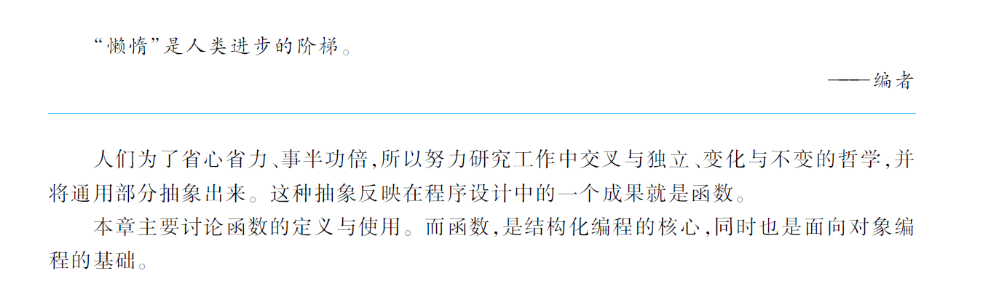 “懒惰”是人类进步的阶梯。
——编者
人们为了省心省力、事半功倍,所以努力研究工作中交叉与独立、变化与不变的哲学,并
将通用部分抽象出来。这种抽象反映在程序设计中的一个成果就是函数。
本章主要讨论函数的定义与使用。而函数,是结构化编程的核心,同时也是面向对象编
程的基础。